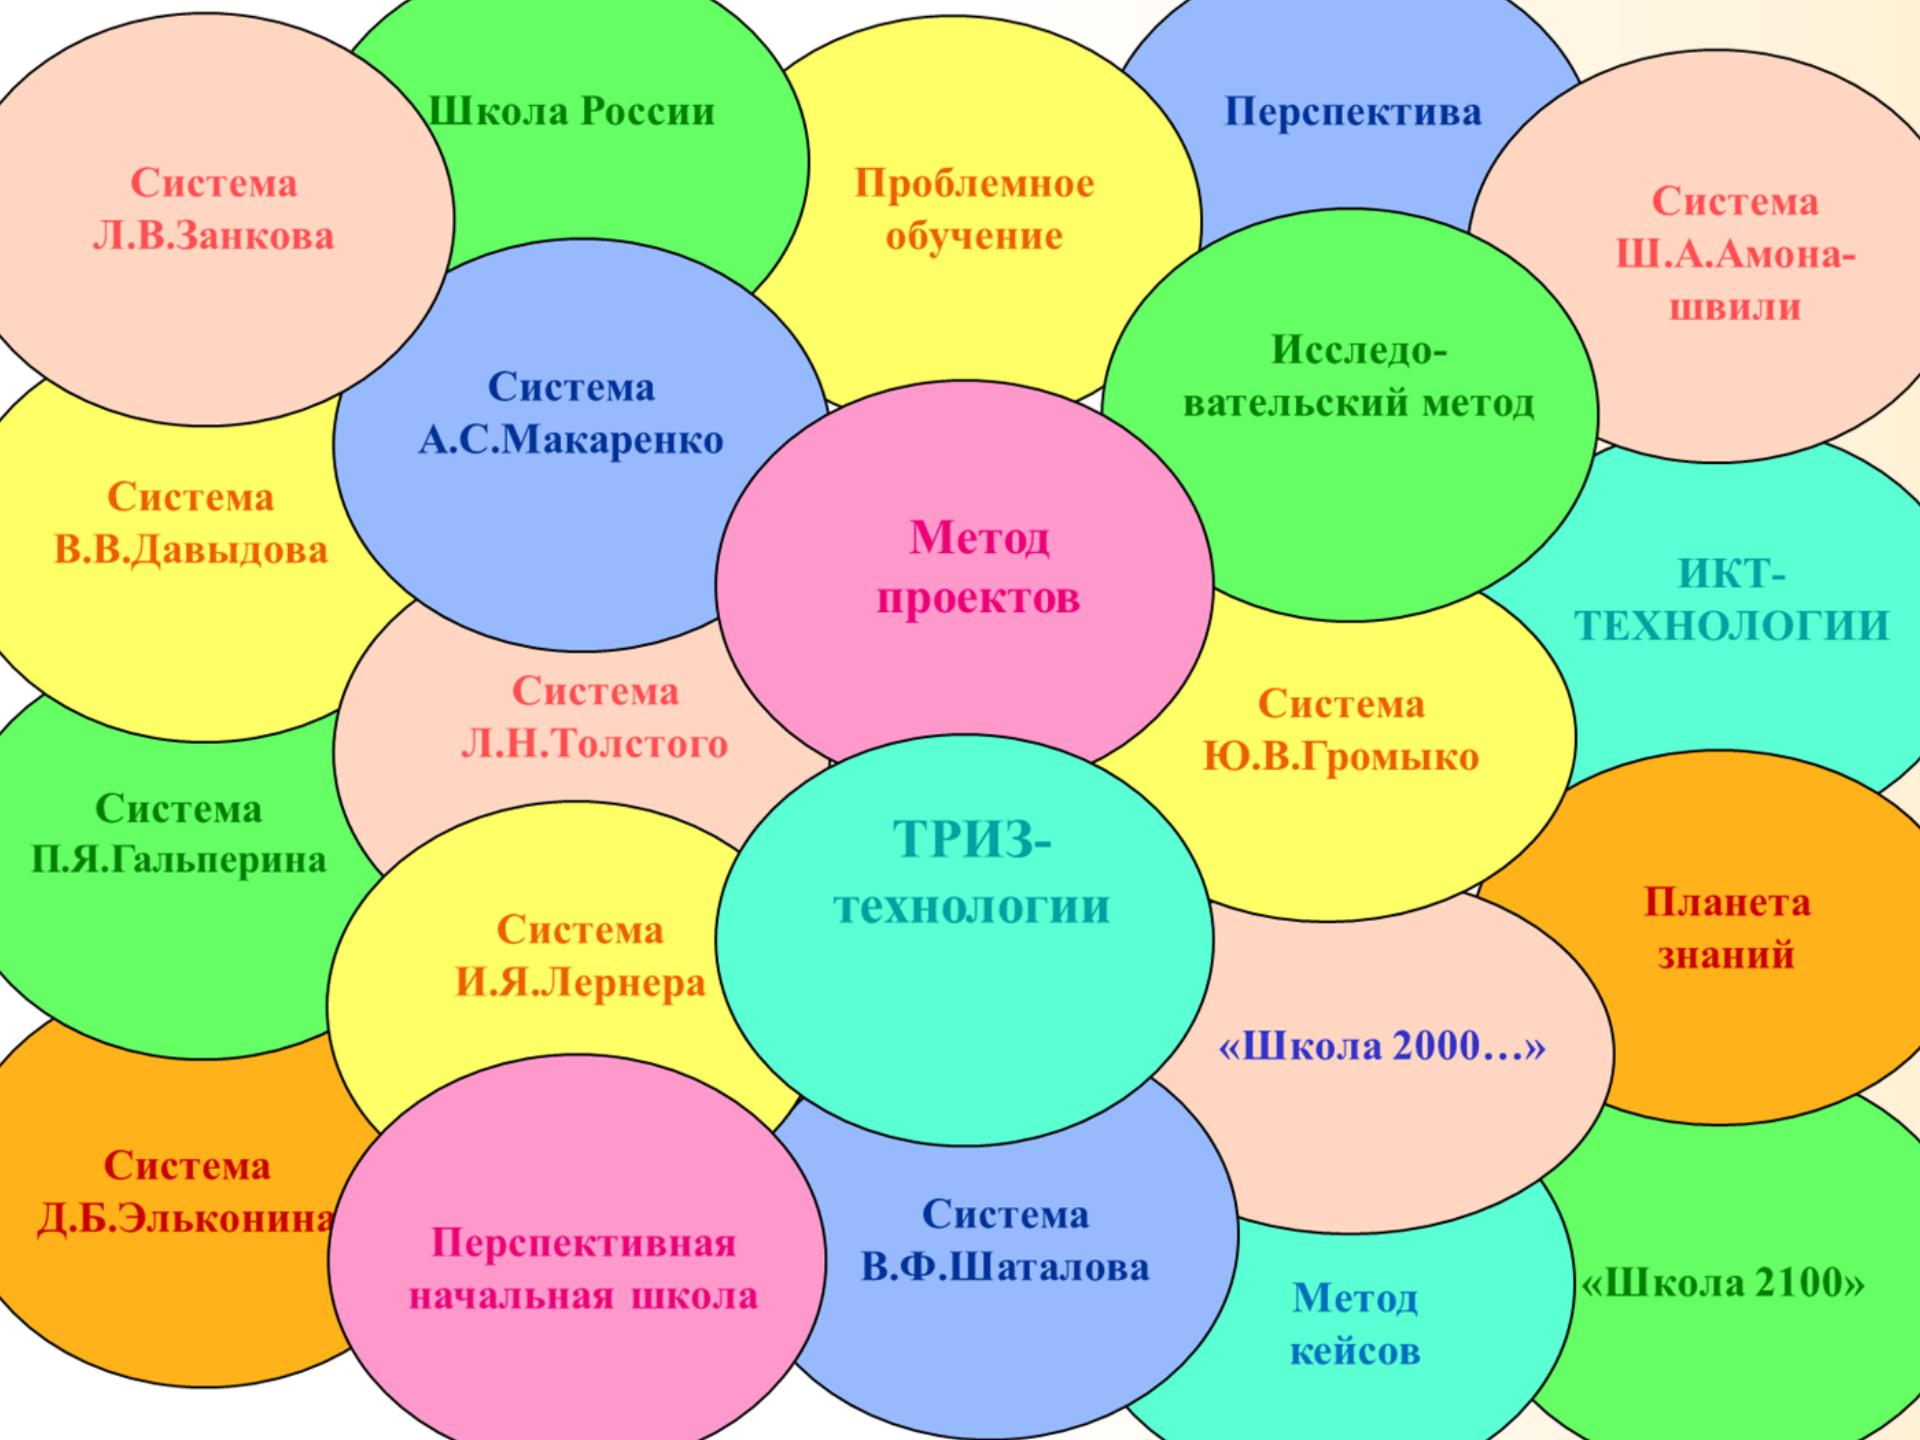 Школа России
Перспектива
Система
Л.В.Занкова
Проблемное
обучение
Система
Ш.А.Амона-
швили
Исследо-
вательский метод
Система
А.С.Макаренко
Система
В.В.Давыдова
Метод
проектов
ИКТ-
ТЕХНОЛОГИИ
Система
Л.Н.Толстого
Система
Ю.В.Громыко
Система
П.Я.Гальперина
ТРИЗ-
технологии
Планета
знаний
Система
И.Я.Лернера
«Школа 2000…»
Система
Д.Б.Эльконина
Перспективная
начальная школа
Система
В.Ф.Шаталова
Метод
кейсов
«Школа 2100»